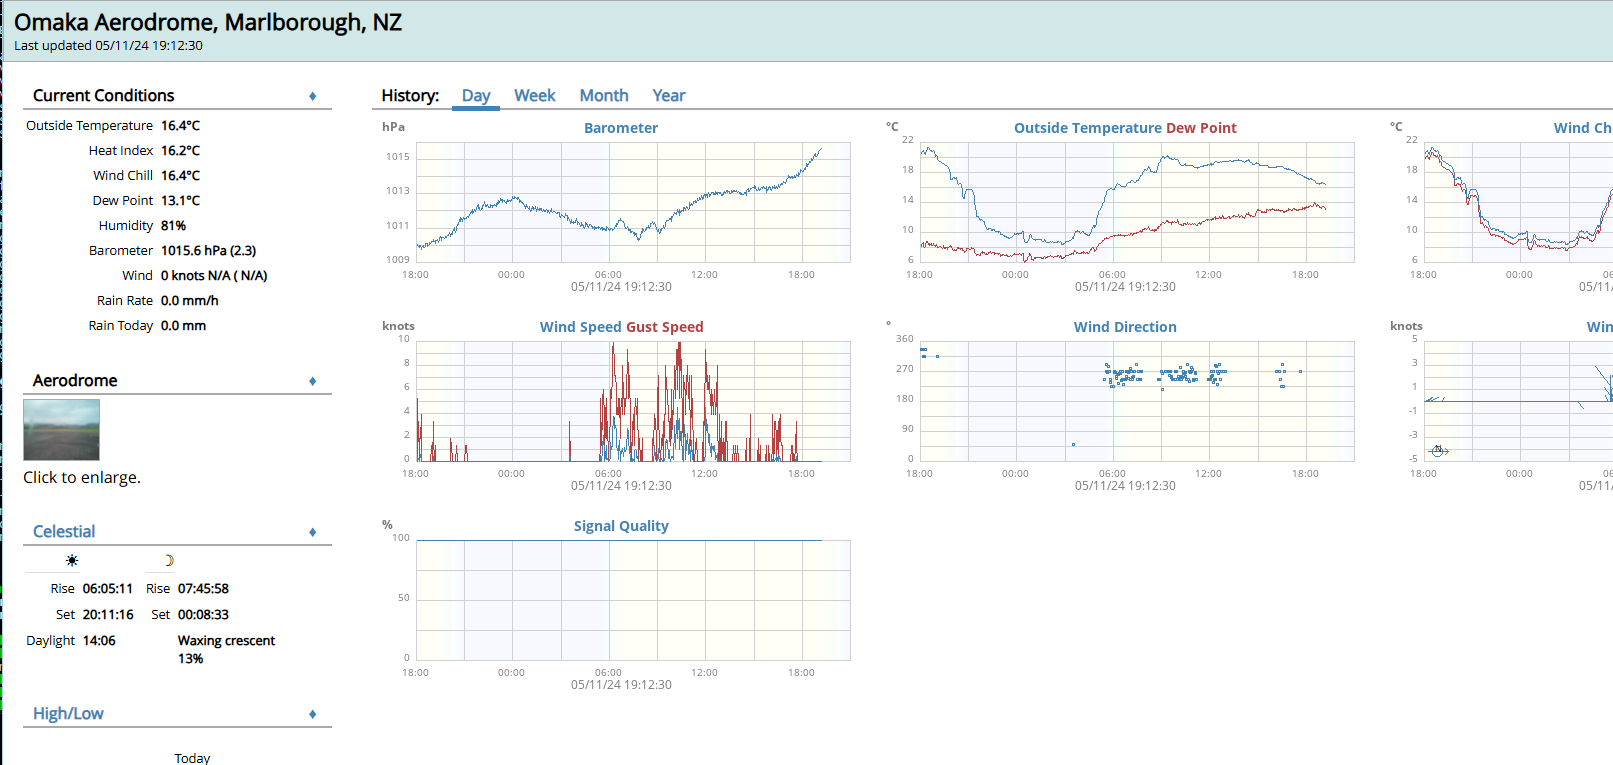 Omaka Aerodrome, Marlborough, NZ
Last updated 05/11/24 19:12:30
Current Conditions
Outside Temperature 16.4°C
Heat Index 16.2°C
Wind Chill 16.4°C
Dew Point 13.1°C
Humidity 81%
Barometer 1015.6 hPa (2.3)
Wind 0 knots N/A ( N/A)
Rain Rate 0.0 mm/h
Rain Today 0.0 mm
Aerodrome
Click to enlarge.
Celestial
Rise 06:05:11 Rise 07:45:58
Set 20:11:16 Set 00:08:33
Daylight 14:06 Waxing crescent
13%
High/Low
Today
History: Day Week Month Year
hPa Barometer
1015
1013
1011
1009
18:00 00:00 06:00 12:00 18:00
05/11/24 19:12:30
°C Outside Temperature Dew Point
22
18
14
10
6
18:00 00:00 06:00 12:00 18:00
05/11/24 19:12:30
°C Wind Ch
22
18
14
10
6
18:00 00:00 06
05/11/
knots Wind Speed Gust Speed
10
8
6
4
2
0
18:00 00:00 06:00 12:00 18:00
05/11/24 19:12:30
° Wind Direction
360
270
180
90
0
18:00 00:00 06:00 12:00 18:00
05/11/24 19:12:30
knots Win
5
3
1
-1
-3
-5
N
18:00 00:00 06
05/11/
% Signal Quality
100
50
0
18:00 00:00 06:00 12:00 18:00
05/11/24 19:12:30